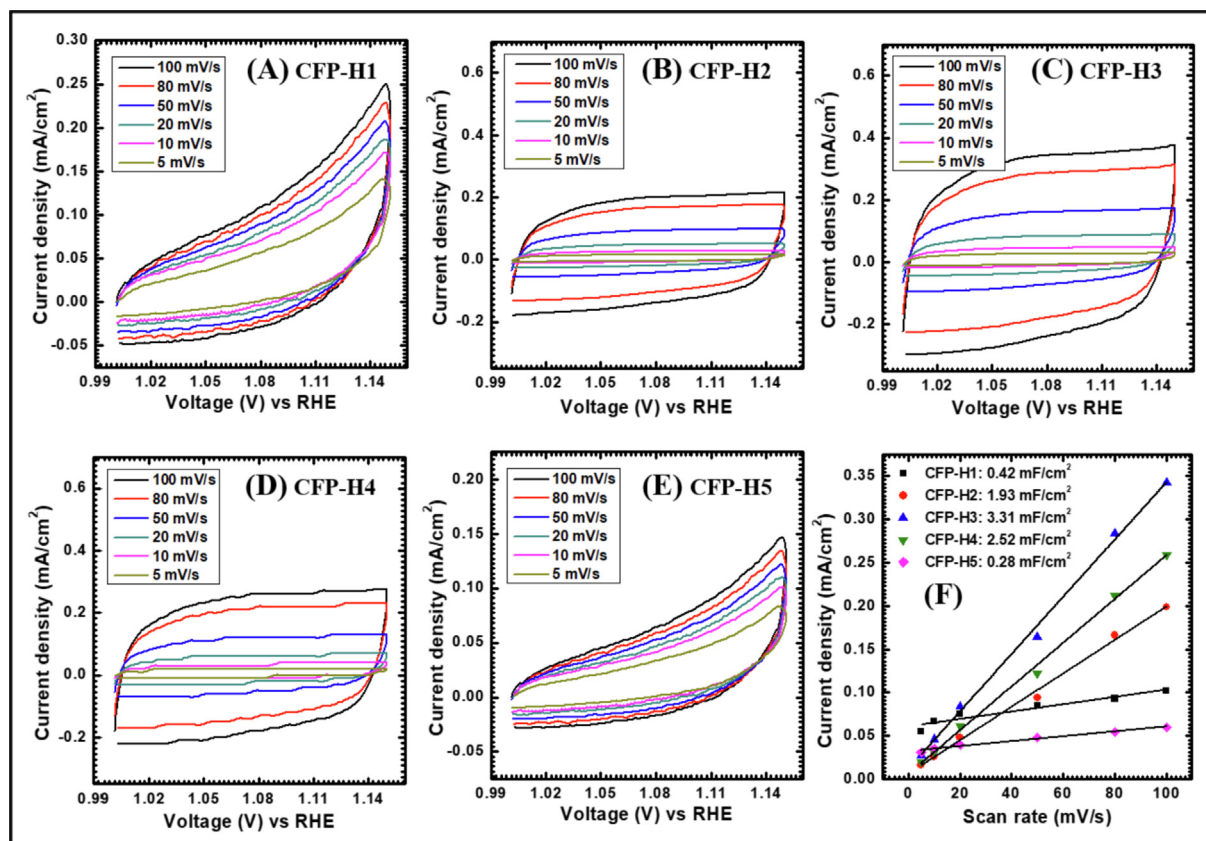 (A) CFP-H1
100 mV/s
80 mV/s
50 mV/s
20 mV/s
10 mV/s
5 mV/s
0.30
0.25
0.20
0.15
0.10
0.05
0.00
-0.05
Current density (mA/cm²)
0.99 1.02 1.05 1.08 1.11 1.14
Voltage (V) vs RHE
(B) CFP-H2
100 mV/s
80 mV/s
50 mV/s
20 mV/s
10 mV/s
5 mV/s
0.6
0.4
0.2
0.0
-0.2
Current density (mA/cm²)
0.99 1.02 1.05 1.08 1.11 1.14
Voltage (V) vs RHE
(C) CFP-H3
100 mV/s
80 mV/s
50 mV/s
20 mV/s
10 mV/s
5 mV/s
0.6
0.4
0.2
0.0
-0.2
Current density (mA/cm²)
0.99 1.02 1.05 1.08 1.11 1.14
Voltage (V) vs RHE
(D) CFP-H4
100 mV/s
80 mV/s
50 mV/s
20 mV/s
10 mV/s
5 mV/s
0.6
0.4
0.2
0.0
-0.2
Current density (mA/cm²)
0.99 1.02 1.05 1.08 1.11 1.14
Voltage (V) vs RHE
(E) CFP-H5
100 mV/s
80 mV/s
50 mV/s
20 mV/s
10 mV/s
5 mV/s
0.20
0.15
0.10
0.05
0.00
-0.05
Current density (mA/cm²)
0.99 1.02 1.05 1.08 1.11 1.14
Voltage (V) vs RHE
CFP-H1: 0.42 mF/cm²
CFP-H2: 1.93 mF/cm²
CFP-H3: 3.31 mF/cm²
CFP-H4: 2.52 mF/cm²
CFP-H5: 0.28 mF/cm²
(F)
0.35
0.30
0.25
0.20
0.15
0.10
0.05
0.00
Current density (mA/cm²)
0 20 40 60 80 100
Scan rate (mV/s)